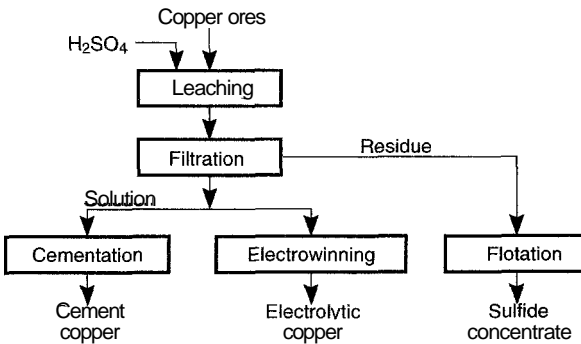 Copper ores
H₂SO₄
Leaching
Filtration
Residue
Solution
Cementation
Electrowinning
Flotation
Cement
copper
Electrolytic
copper
Sulfide
concentrate